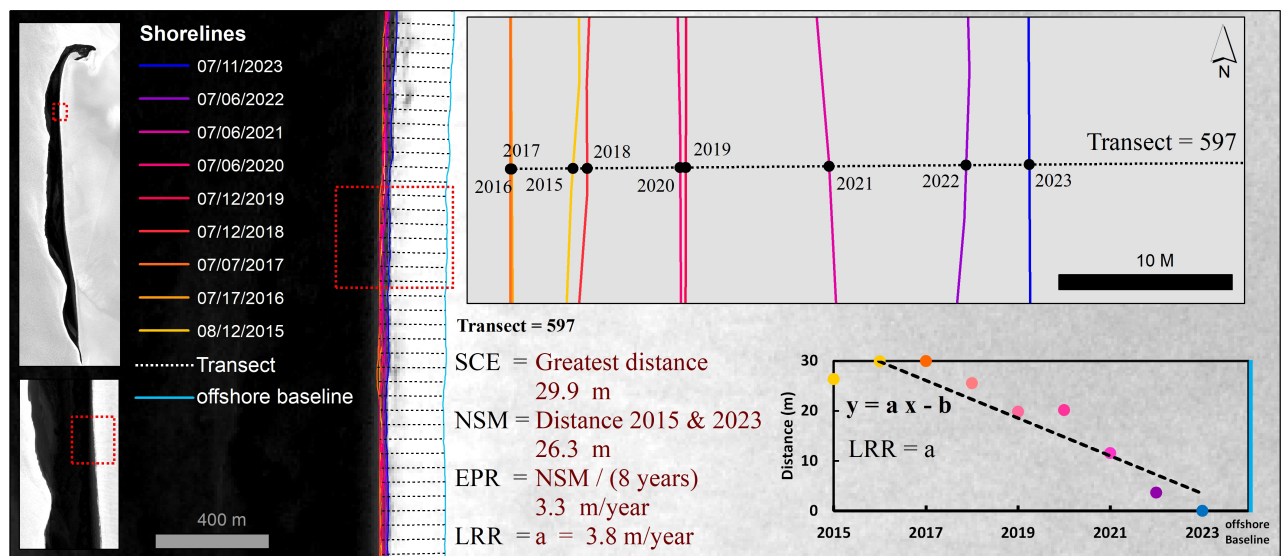 Shorelines
07/11/2023
07/06/2022
07/06/2021
07/06/2020
07/12/2019
07/12/2018
07/07/2017
07/17/2016
08/12/2015
Transect
offshore baseline
400 m
N
Transect = 597
2017
2018
2019
2016
2015
2020
2021
2022
2023
10 M
Transect = 597
SCE = Greatest distance
29.9 m
NSM = Distance 2015 & 2023
26.3 m
EPR = NSM / (8 years)
3.3 m/year
LRR = a = 3.8 m/year
Distance (m)
30
20
10
0
y = a x - b
LRR = a
2015
2017
2019
2021
2023
offshore
Baseline